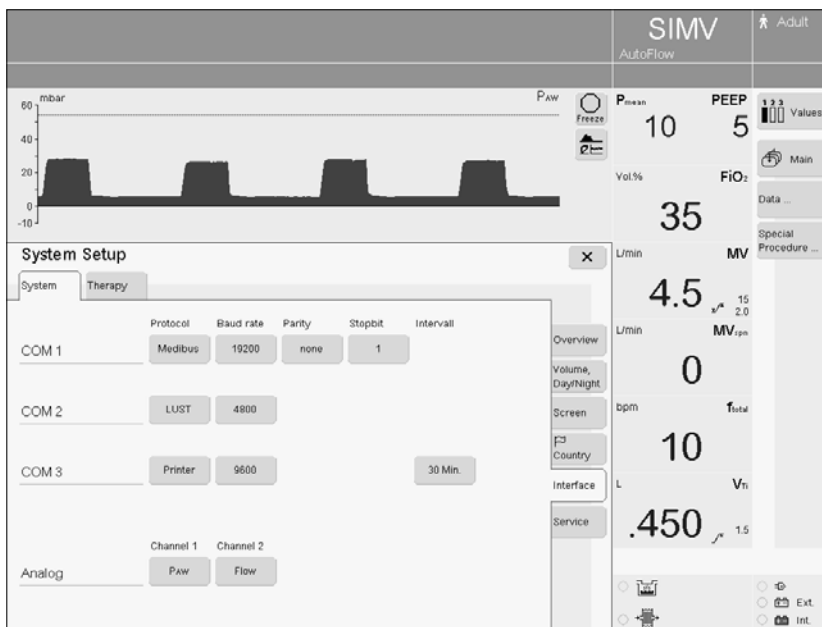 SIMV
AutoFlow
Adult
mbar
PAW
60
40
20
0
-10
Freeze
Pmean PEEP
10 5
Vol.% FiO2
35
L/min MV
4.5 15
2.0
L/min MVspn
0
bpm ftotal
10
L VTi
.450 1.5
1 2 3
Values
Main
Data ...
Special
Procedure ...
System Setup
System Therapy
Protocol Baud rate Parity Stopbit Intervall
COM 1 Medibus 19200 none 1
COM 2 LUST 4800
COM 3 Printer 9600 30 Min.
Channel 1 Channel 2
Analog PAW Flow
Overview
Volume,
Day/Night
Screen
Country
Interface
Service
Ext.
Int.